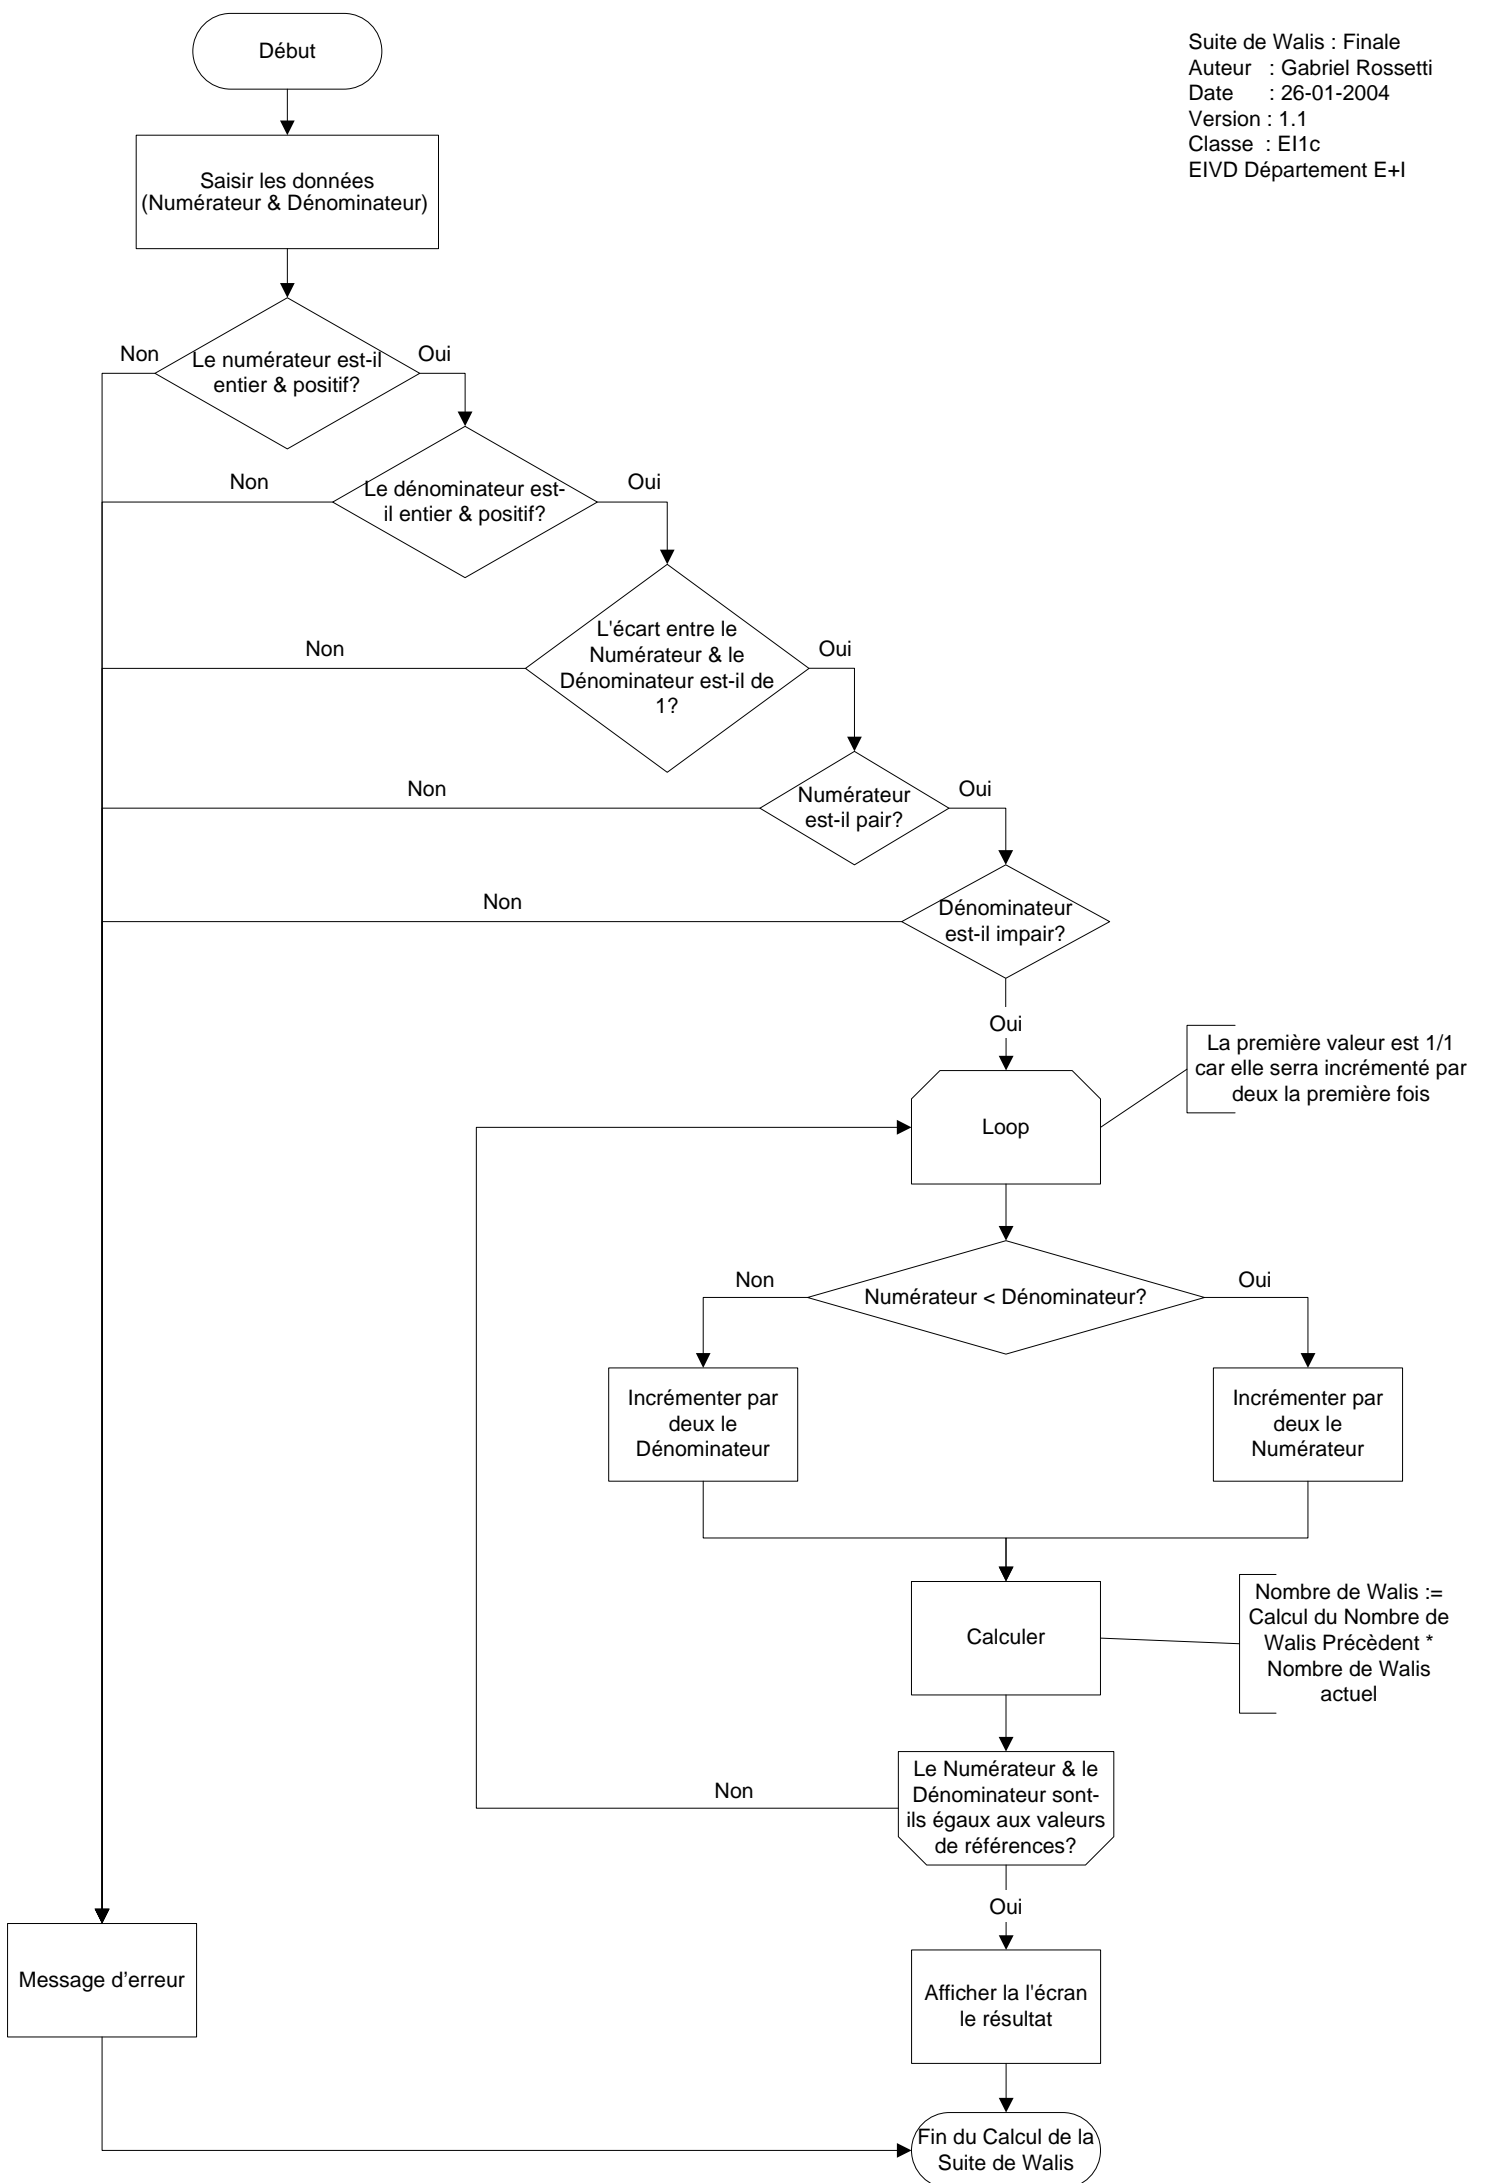 Début
Suite de Walis : Finale
Auteur : Gabriel Rossetti
Date : 26-01-2004
Version : 1.1
Classe : EI1c
EIVD Département E+I
Saisir les données
(Numérateur & Dénominateur)
Non
Oui
Le numérateur est-il
entier & positif?
Non
Oui
Le dénominateur est-
il entier & positif?
Non
Oui
L'écart entre le
Numérateur & le
Dénominateur est-il de
1?
Non
Oui
Numérateur
est-il pair?
Non
Dénominateur
est-il impair?
Oui
La première valeur est 1/1
car elle serra incrémenté par
deux la première fois
Loop
Non
Oui
Numérateur < Dénominateur?
Incrémenter par
deux le
Dénominateur
Incrémenter par
deux le
Numérateur
Calculer
Nombre de Walis :=
Calcul du Nombre de
Walis Précèdent *
Nombre de Walis
actuel
Non
Le Numérateur & le
Dénominateur sont-
ils égaux aux valeurs
de références?
Oui
Message d'erreur
Afficher la l'écran
le résultat
Fin du Calcul de la
Suite de Walis